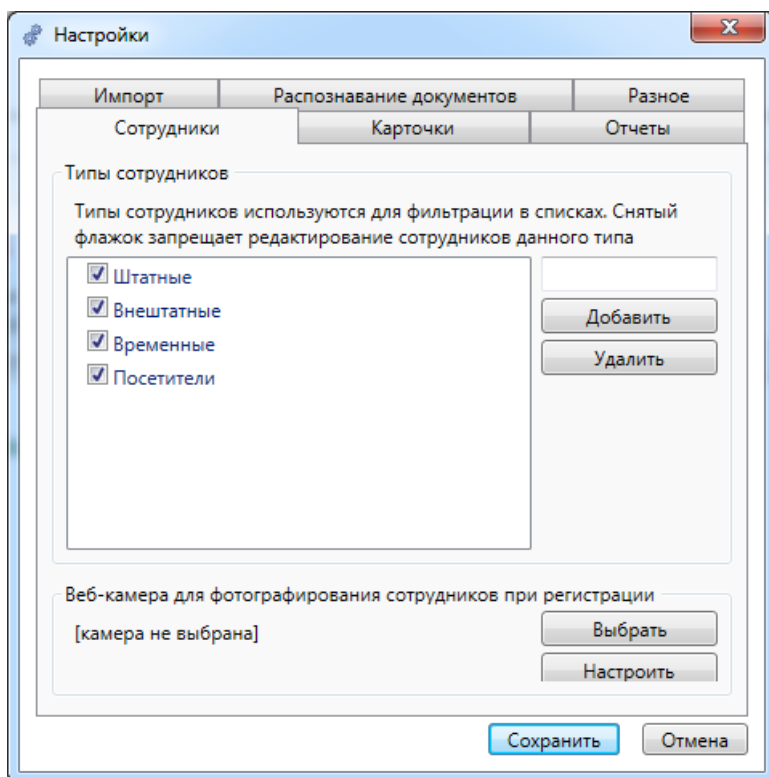 Настройки
Импорт
Распознавание документов
Разное
Сотрудники
Карточки
Отчеты
Типы сотрудников
Типы сотрудников используются для фильтрации в списках. Снятый
флажок запрещает редактирование сотрудников данного типа
Штатные
Внештатные
Временные
Посетители
Добавить
Удалить
Веб-камера для фотографирования сотрудников при регистрации
[камера не выбрана]
Выбрать
Настроить
Сохранить
Отмена